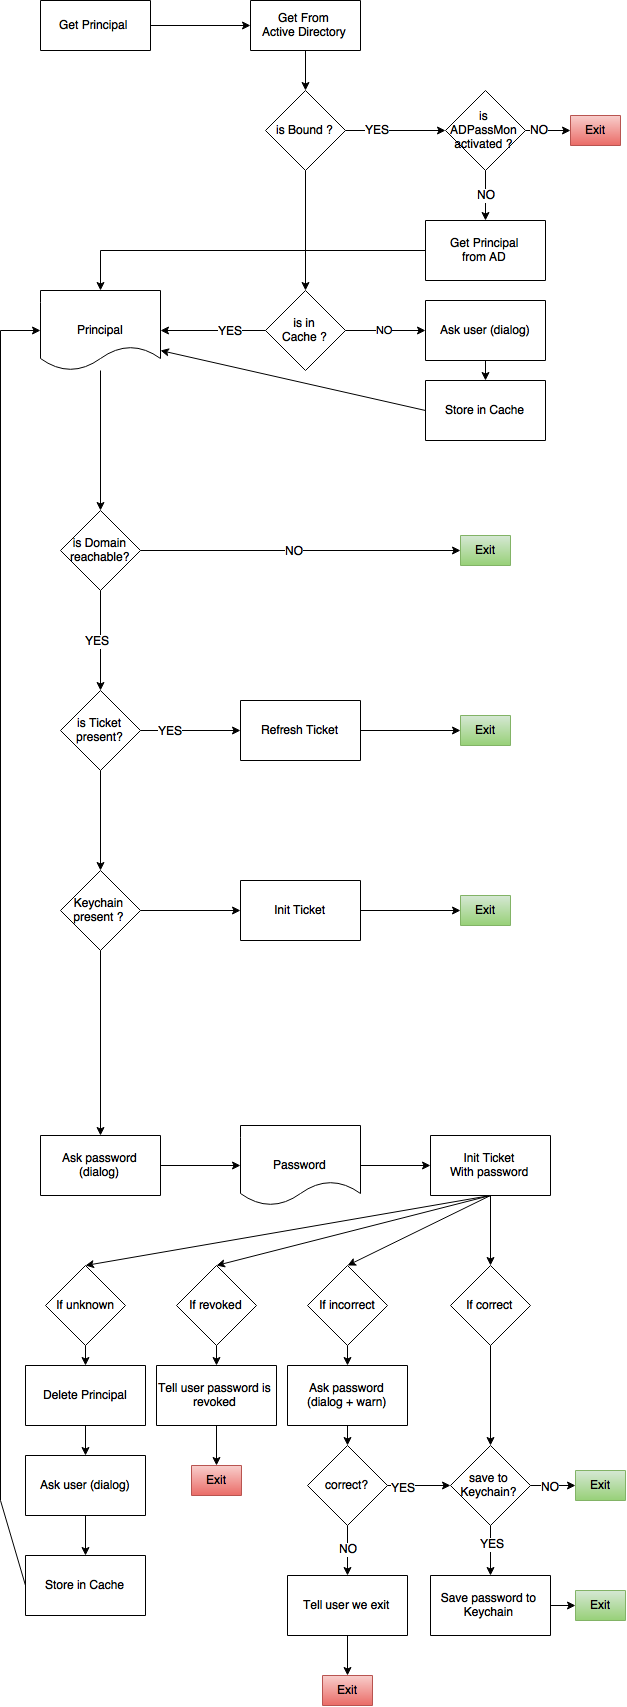 Get Principal
Get From
Active Directory
is Bound ?
YES
is
ADPassMon
activated ?
NO
Exit
NO
Get Principal
from AD
Principal
YES
is in
Cache ?
NO
Ask user (dialog)
Store in Cache
is Domain
reachable?
NO
Exit
YES
is Ticket
present?
YES
Refresh Ticket
Exit
Keychain
present ?
Init Ticket
Exit
Ask password
(dialog)
Password
Init Ticket
With password
If unknown
If revoked
If incorrect
If correct
Delete Principal
Tell user password is
revoked
Ask password
(dialog + warn)
Ask user (dialog)
Exit
correct?
YES
save to
Keychain?
NO
Exit
NO
YES
Store in Cache
Tell user we exit
Save password to
Keychain
Exit
Exit